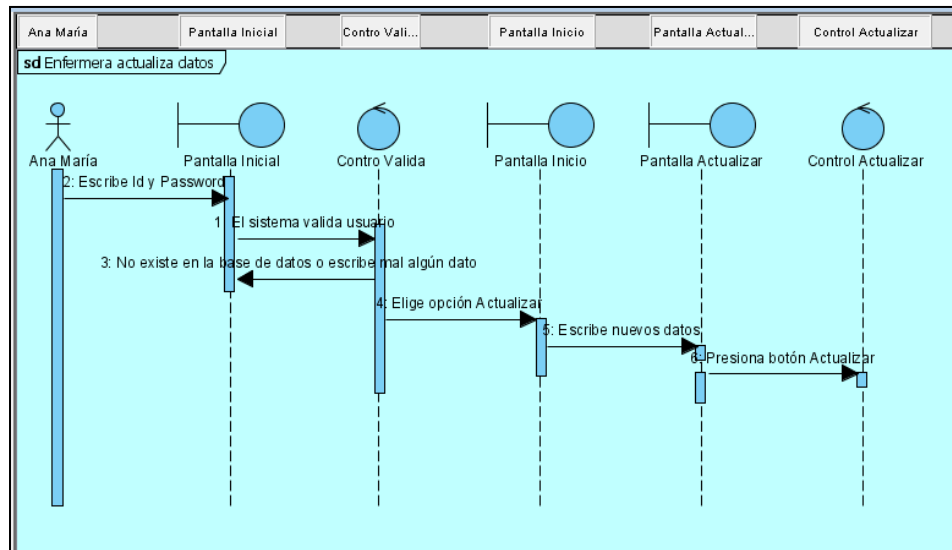 Ana María Pantalla Inicial Contro Vali... Pantalla Inicio Pantalla Actual... Control Actualizar
sd Enfermera actualiza datos
Ana María Pantalla Inicial Contro Valida Pantalla Inicio Pantalla Actualizar Control Actualizar
2: Escribe Id y Password
1: El sistema valida usuario
3: No existe en la base de datos o escribe mal algún dato
4: Elige opción Actualizar
5: Escribe nuevos datos
6: Presiona botón Actualizar